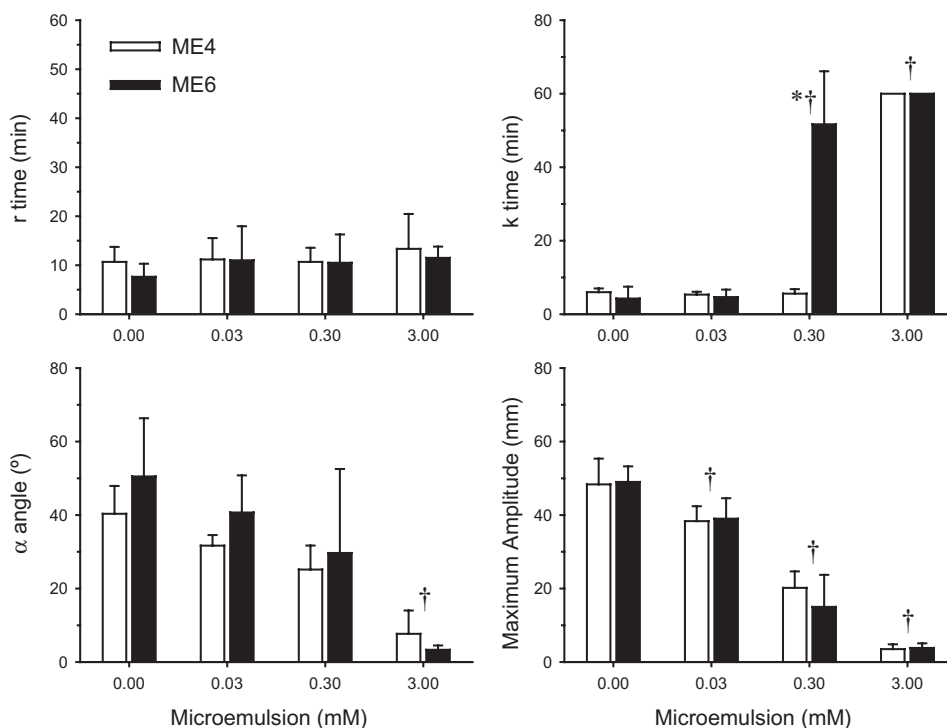 r time (min)
60
50
40
30
20
10
0
ME4
ME6
0.00 0.03 0.30 3.00
k time (min)
80
60
40
20
0
*†
†
0.00 0.03 0.30 3.00
α angle (º)
80
60
40
20
0
†
0.00 0.03 0.30 3.00
Microemulsion (mM)
Maximum Amplitude (mm)
80
60
40
20
0
†
†
†
0.00 0.03 0.30 3.00
Microemulsion (mM)